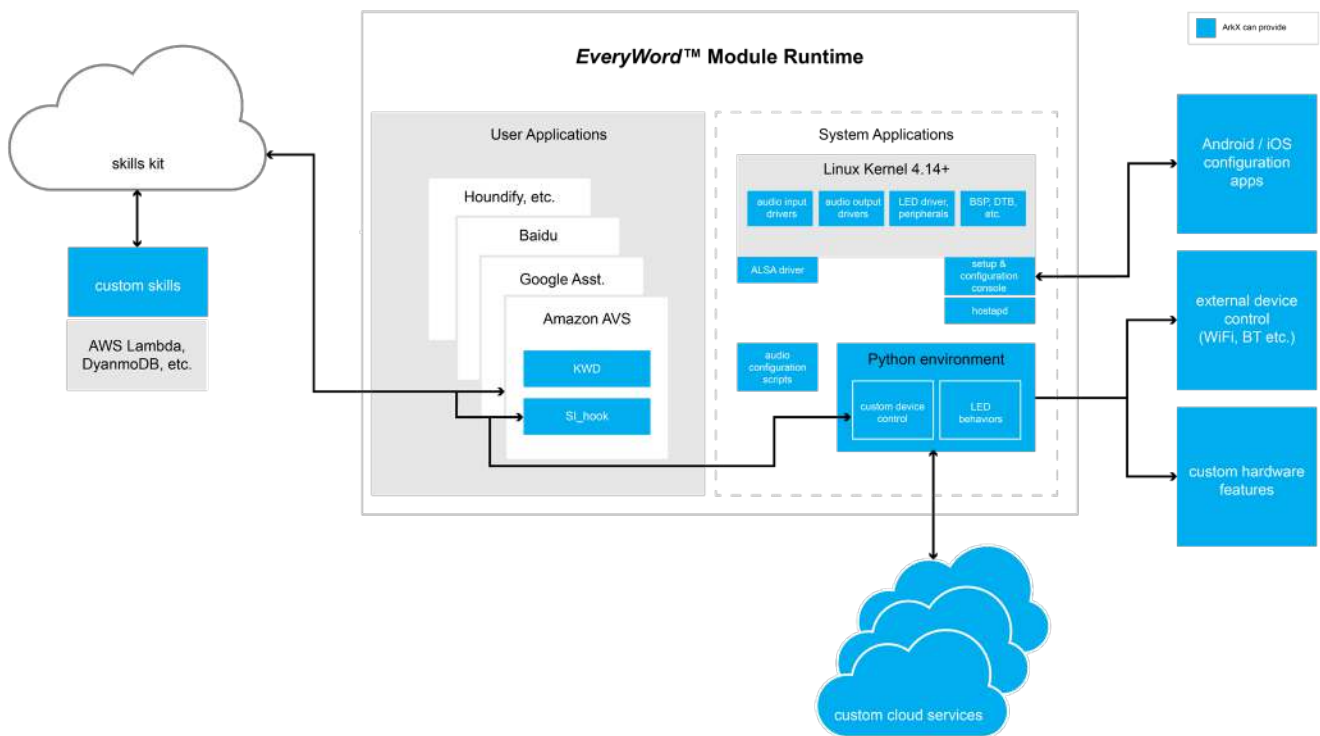 ArkX can provide
EveryWord™ Module Runtime
skills kit
custom skills
AWS Lambda,
DyanmoDB, etc.
User Applications
Houndify, etc.
Baidu
Google Asst.
Amazon AVS
KWD
SI_hook
System Applications
Linux Kernel 4.14+
audio input
drivers
audio output
drivers
LED driver,
peripherals
BSP, DTB,
etc.
ALSA driver
setup &
configuration
console
hostapd
audio
configuration
scripts
Python environment
custom device
control
LED
behaviors
Android / iOS
configuration
apps
external device
control
(WiFi, BT etc.)
custom hardware
features
custom cloud services